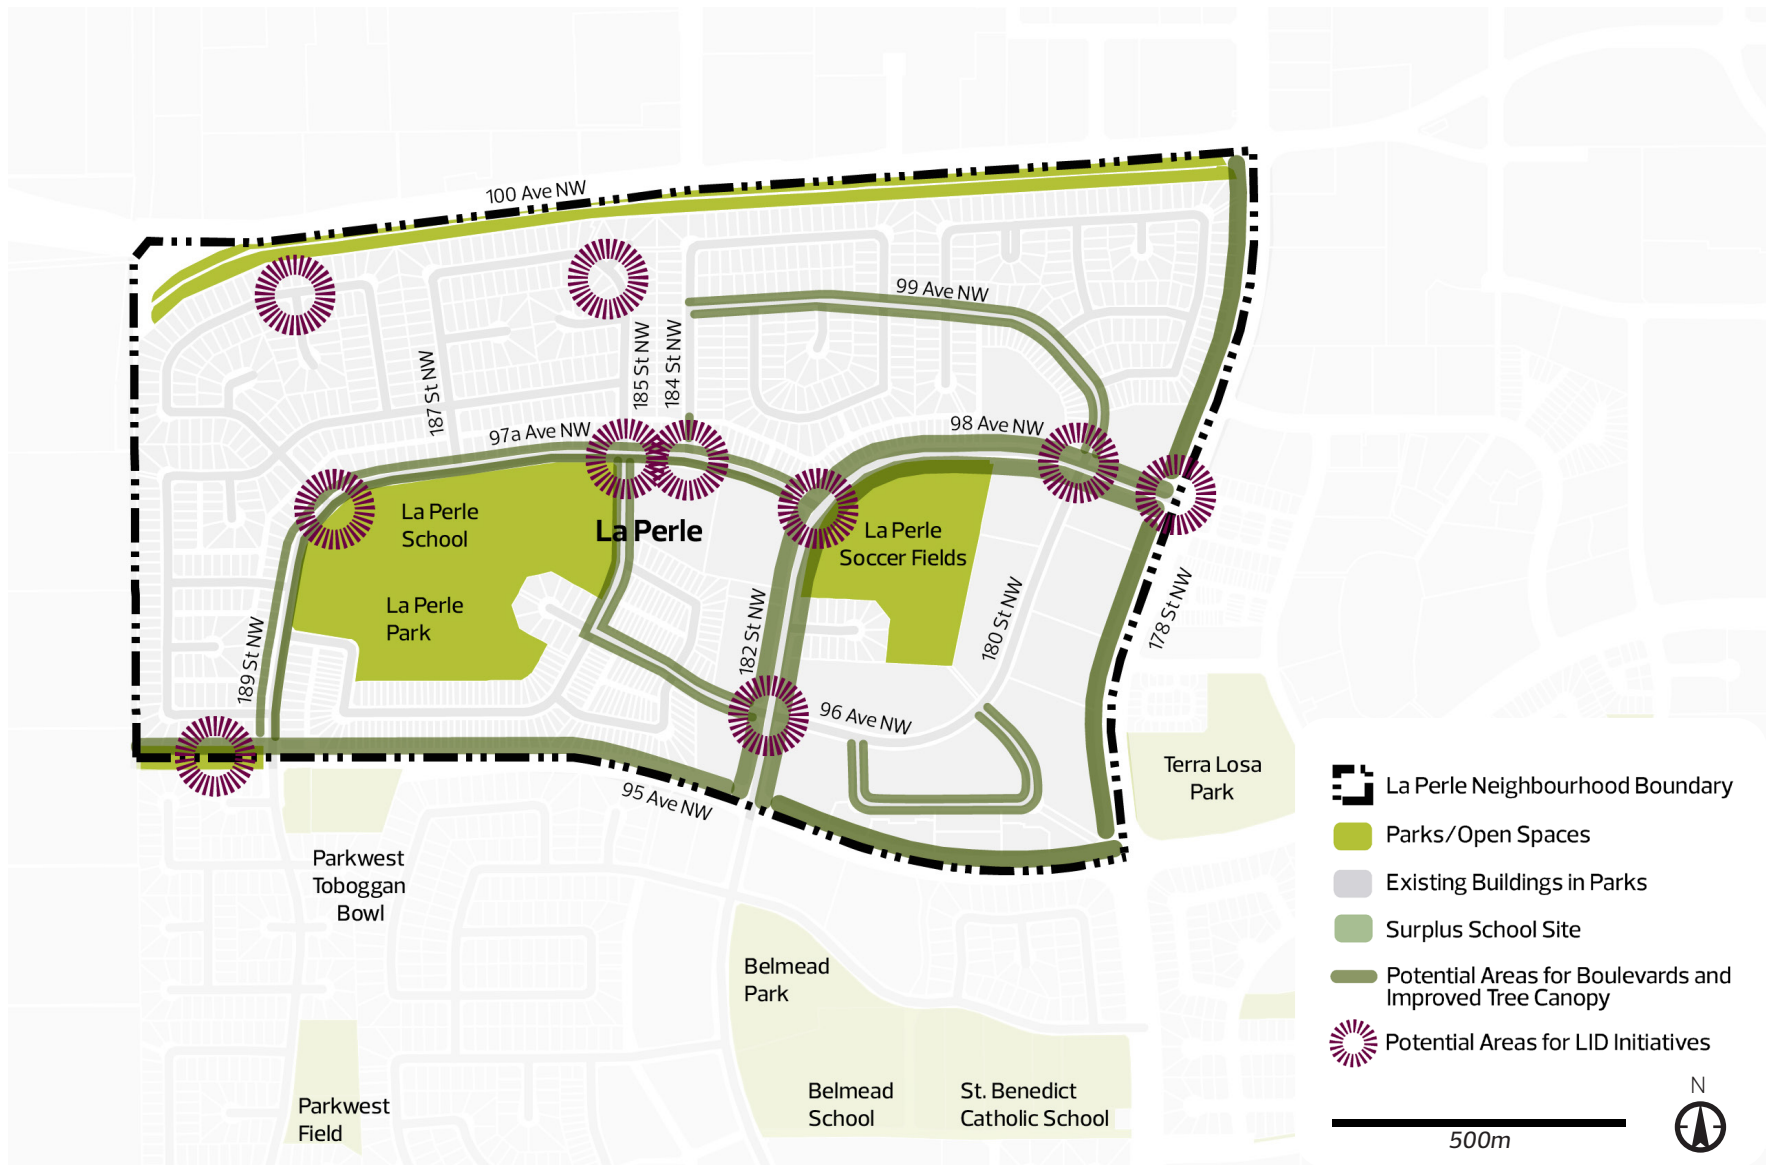 100 Ave NW
99 Ave NW
187 St NW
185 St NW
184 St NW
97a Ave NW
98 Ave NW
La Perle
School
La Perle
La Perle
Soccer Fields
La Perle
Park
189 St NW
182 St NW
180 St NW
178 St NW
96 Ave NW
95 Ave NW
Terra Losa
Park
Parkwest
Toboggan
Bowl
Belmead
Park
Belmead
School
St. Benedict
Catholic School
Parkwest
Field
La Perle Neighbourhood Boundary
Parks/Open Spaces
Existing Buildings in Parks
Surplus School Site
Potential Areas for Boulevards and
Improved Tree Canopy
Potential Areas for LID Initiatives
N
500m